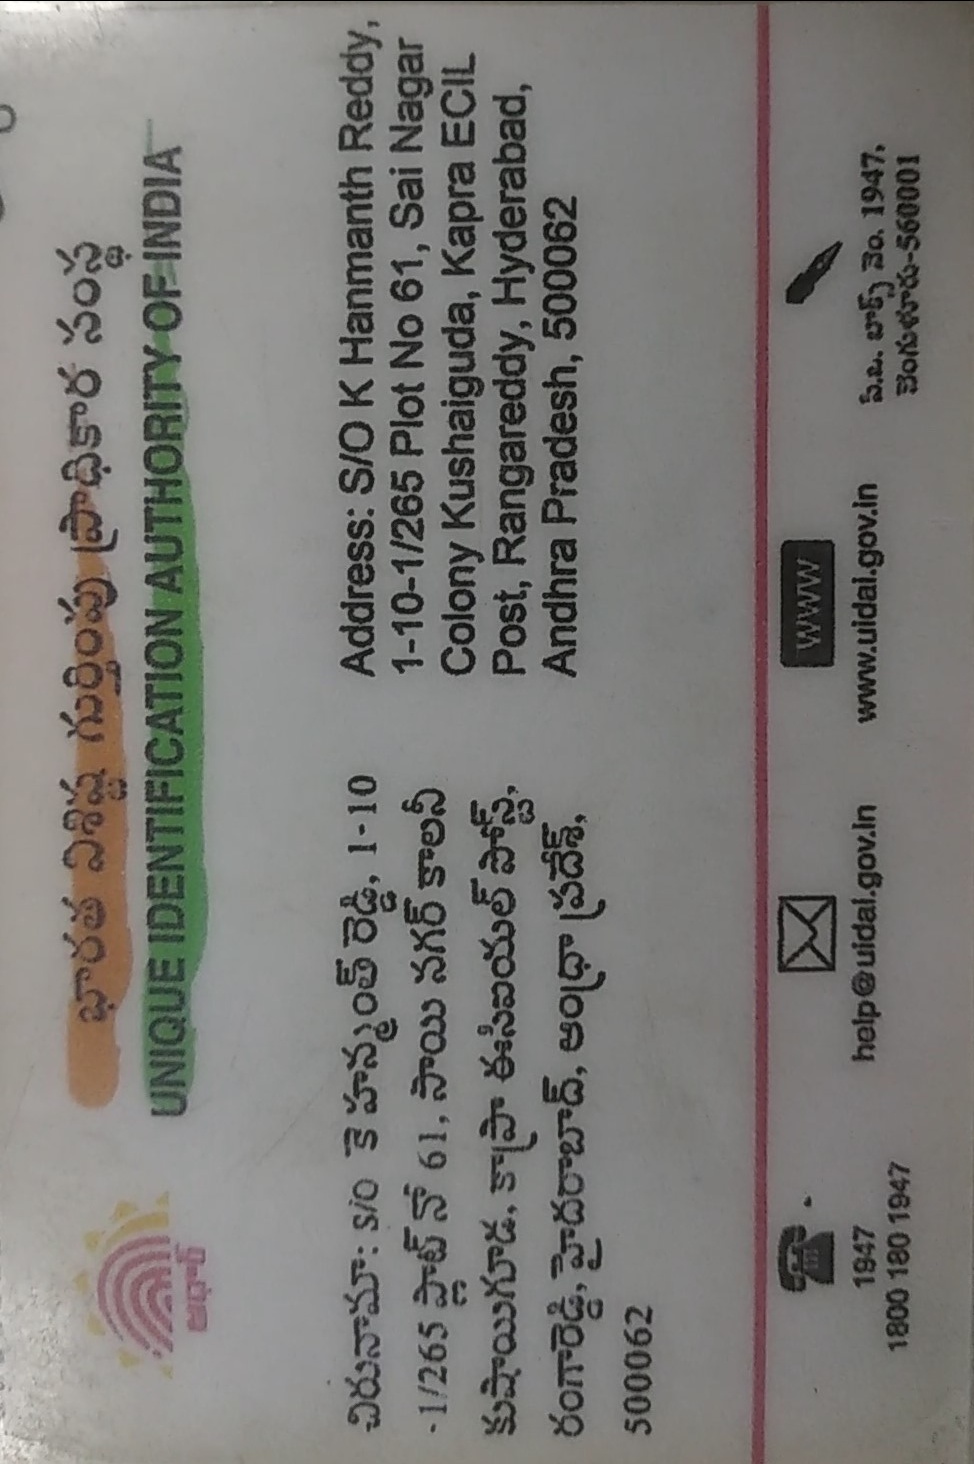 భారత విశిష్ట గుర్తింపు ప్రాధికార సంస్థ
UNIQUE IDENTIFICATION AUTHORITY OF INDIA
ఆధార్
చిరునామా: S/O కె హన్మంత్ రెడ్డి, 1-10
-1/265 ప్లాట్ నో 61, సాయి నగర్ కాలనీ
కుషాయిగూడ, కాప్రా ఈసిఐయల్ పోస్ట్,
రంగారెడ్డి, హైదరాబాద్, ఆంధ్రా ప్రదేశ్,
500062
Address: S/O K Hanmanth Reddy,
1-10-1/265 Plot No 61, Sai Nagar
Colony Kushaiguda, Kapra ECIL
Post, Rangareddy, Hyderabad,
Andhra Pradesh, 500062
1947
1800 180 1947
help@uidai.gov.in
WWW
www.uidai.gov.in
పి.బ. బాక్స్ నెం. 1947,
బెంగుళూరు-560001